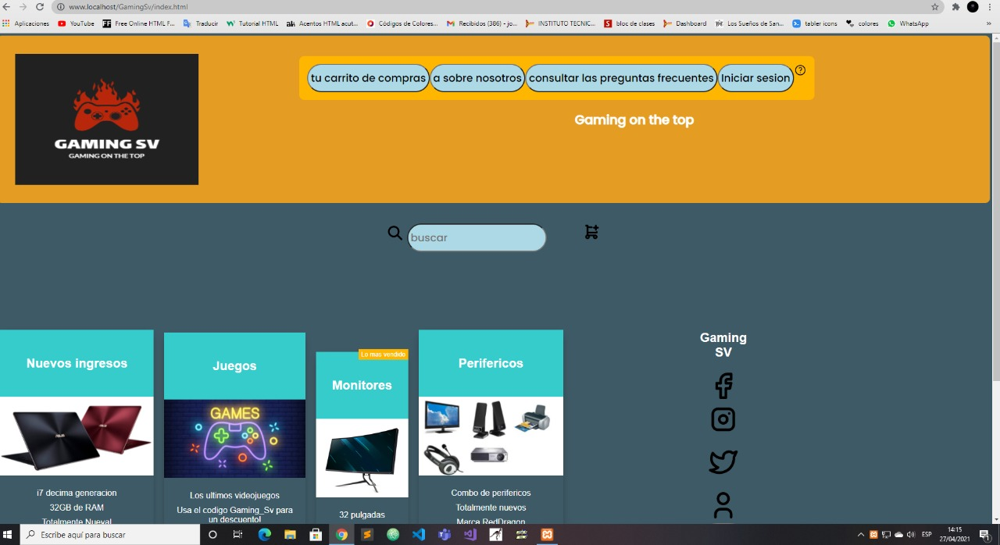 www.localhost/GamingSv/index.html
Aplicaciones
YouTube
Free Online HTML F...
Traducir
Tutorial HTML
Acentos HTML acut...
Códigos de Colores...
Recibidos (386) - jo...
INSTITUTO TECNIC...
bloc de clases
Dashboard
Los Sueños de San...
tabler icons
colores
WhatsApp
»
GAMING SV
GAMING ON THE TOP
tu carrito de compras
a sobre nosotros
consultar las preguntas frecuentes
Iniciar sesion
Gaming on the top
buscar
Nuevos ingresos
i7 decima generacion
32GB de RAM
Totalmente Nueva!
Juegos
GAMES
Los ultimos videojuegos
Usa el codigo Gaming_Sv para
un descuento!
Lo mas vendido
Monitores
32 pulgadas
Perifericos
Combo de perifericos
Totalmente nuevos
Marca RedDragon
Gaming
SV
Escribe aquí para buscar
ESP
14:15
27/04/2021